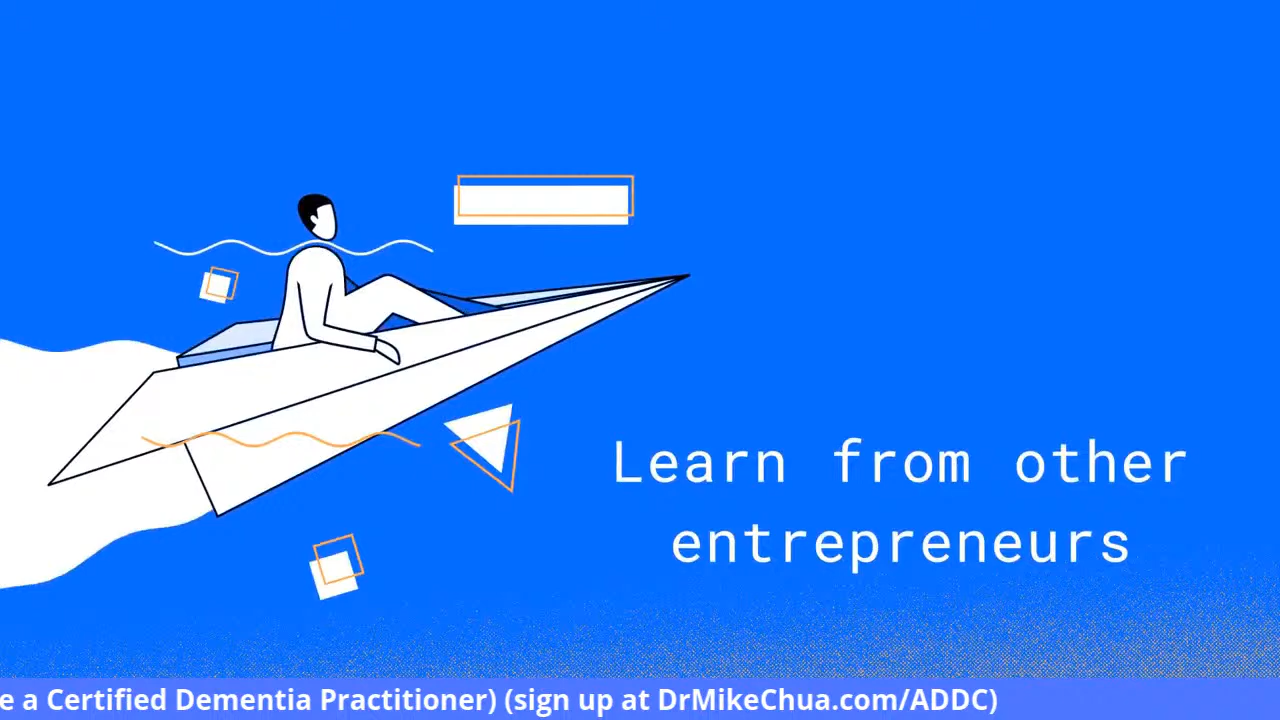 Learn from other
entrepreneurs
e a Certified Dementia Practitioner) (sign up at DrMikeChua.com/ADDC)